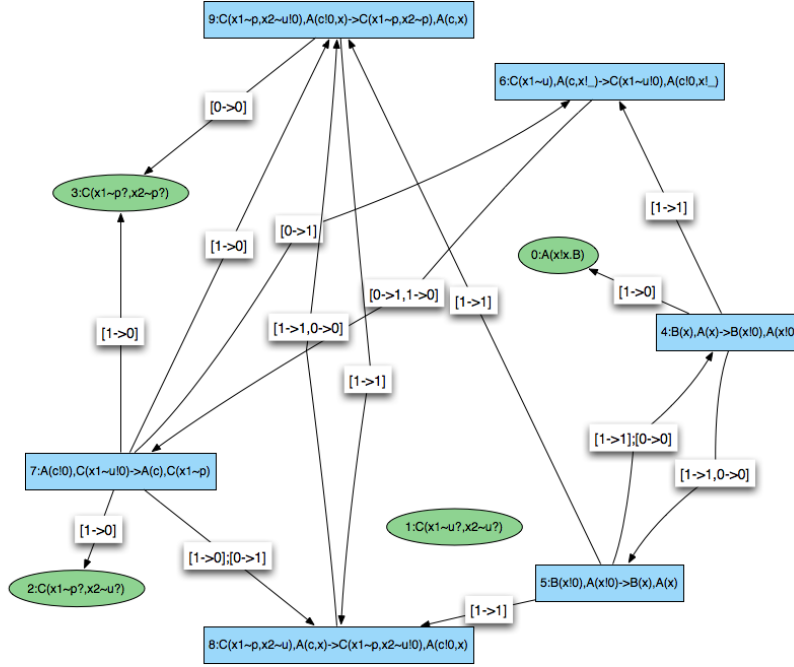 9:C(x1~p,x2~u!0),A(c!0,x)->C(x1~p,x2~p),A(c,x)
6:C(x1~u),A(c,x!_)->C(x1~u!0),A(c!0,x!_)
[0->0]
3:C(x1~p?,x2~p?)
[1->1]
[0->1]
[1->0]
0:A(x!x.B)
[1->0]
[0->1,1->0]
[1->1]
[1->0]
[1->1,0->0]
4:B(x),A(x)->B(x!0),A(x!0
[1->1]
[1->1];[0->0]
7:A(c!0),C(x1~u!0)->A(c),C(x1~p)
[1->1,0->0]
[1->0]
1:C(x1~u?,x2~u?)
[1->0];[0->1]
2:C(x1~p?,x2~u?)
5:B(x!0),A(x!0)->B(x),A(x)
[1->1]
8:C(x1~p,x2~u),A(c,x)->C(x1~p,x2~u!0),A(c!0,x)